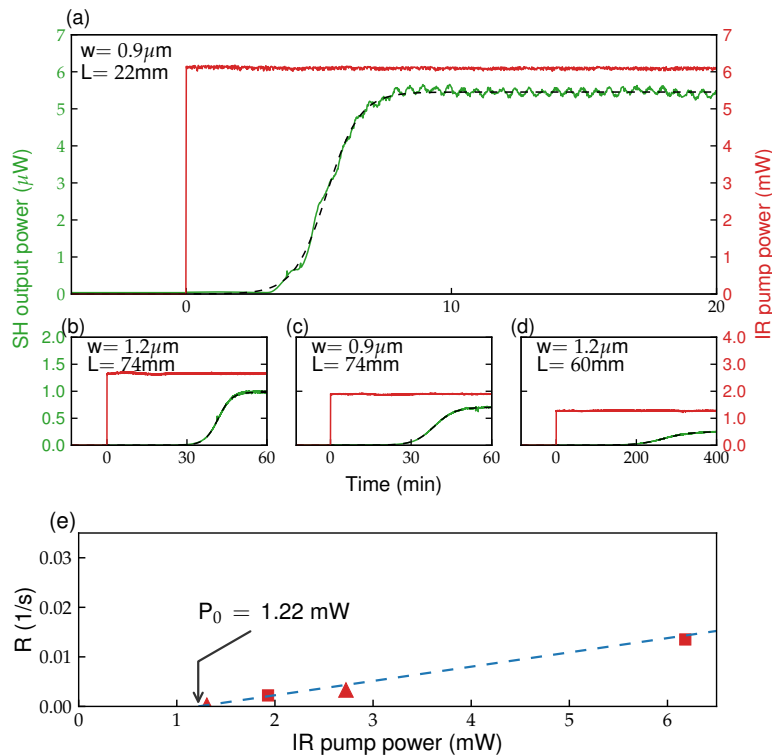 (a)
w= 0.9μm
L= 22mm
7
6
5
4
3
2
1
0
SH output power (μW)
7
6
5
4
3
2
1
0
IR pump power (mW)
0
10
20
(b)
w= 1.2μm
L= 74mm
2.0
1.5
1.0
0.5
0.0
0
30
60
(c)
w= 0.9μm
L= 74mm
0
30
60
(d)
w= 1.2μm
L= 60mm
4.0
3.0
2.0
1.0
0.0
0
200
400
Time (min)
(e)
0.03
0.02
0.01
0.00
R (1/s)
P₀ = 1.22 mW
0
1
2
3
4
5
6
IR pump power (mW)